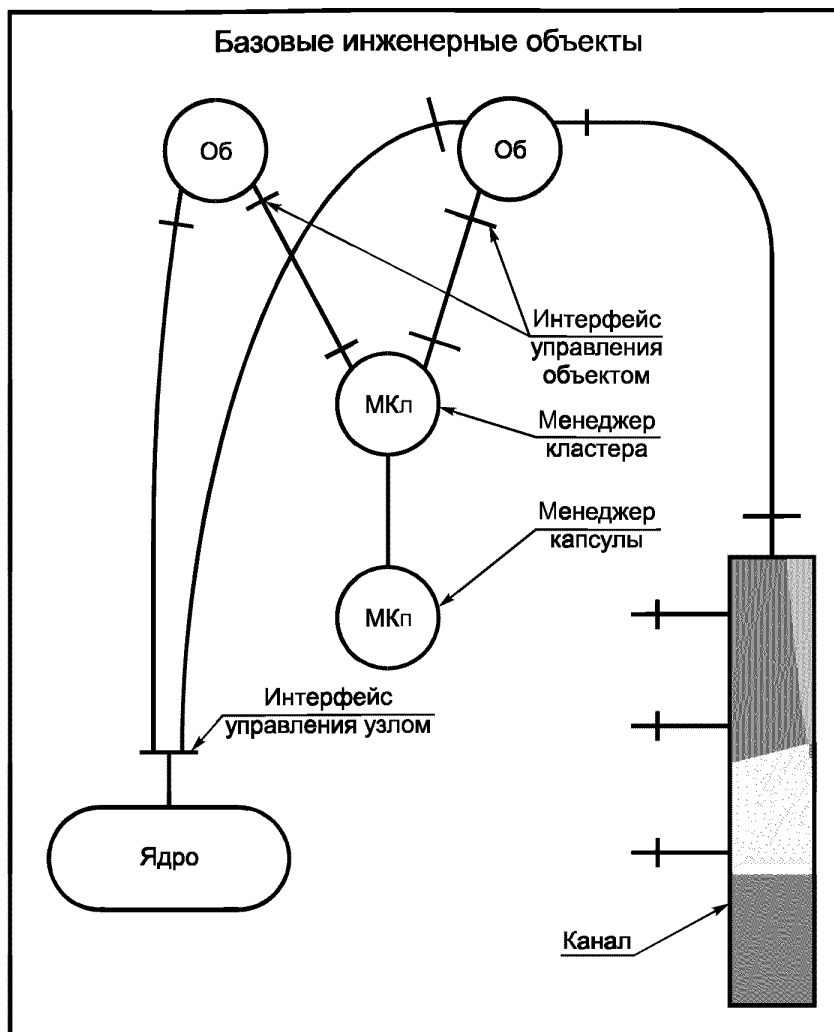 Базовые инженерные объекты
Об
Об
Интерфейс
управления
объектом
МКл
Менеджер
кластера
Менеджер
капсулы
МКп
Интерфейс
управления узлом
Ядро
Канал